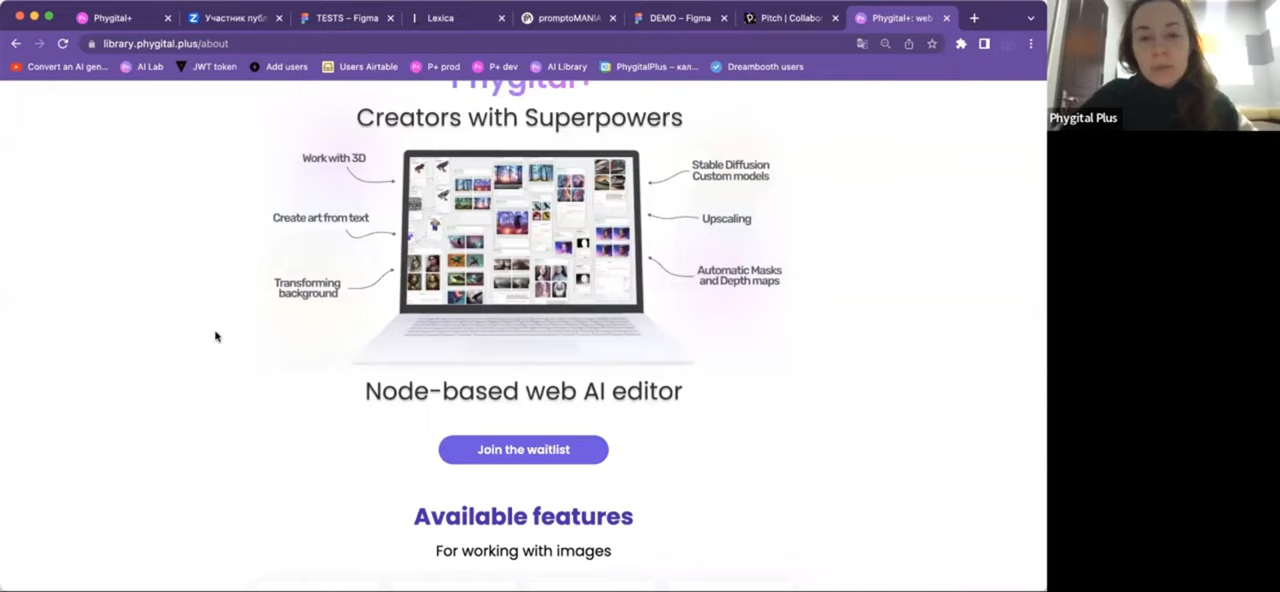 Phygital+
Участник публ
TESTS – Figma
Lexica
promptoMANIA
DEMO – Figma
Pitch | Collabor
Phygital+: web
library.phygital.plus/about
Convert an AI gen...
AI Lab
JWT token
Add users
Users Airtable
P+ prod
P+ dev
AI Library
PhygitalPlus – кал...
Dreambooth users
Phygital+
Creators with Superpowers
Work with 3D
Create art from text
Transforming
background
Stable Diffusion
Custom models
Upscaling
Automatic Masks
and Depth maps
Node-based web AI editor
Join the waitlist
Available features
For working with images
Phygital Plus